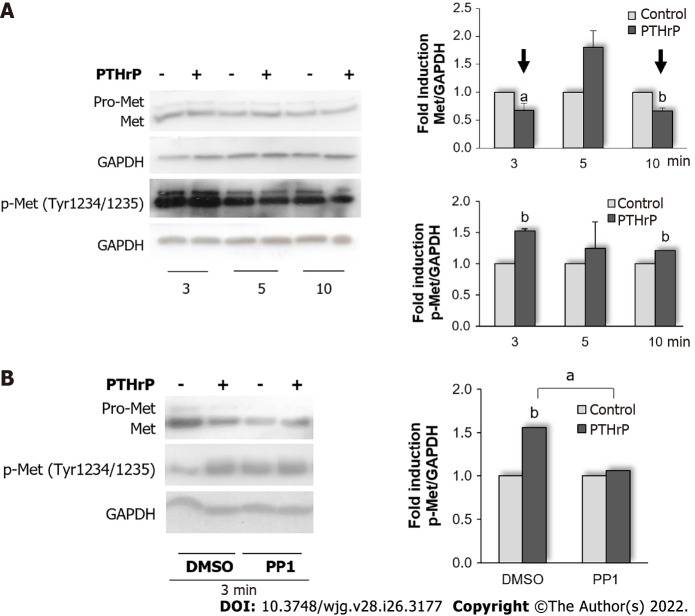 A
PTHrP - + - + - +
Pro-Met
Met
GAPDH
p-Met (Tyr1234/1235)
GAPDH
3 5 10
Fold Induction
Met/GAPDH
2.5
2.0
1.5
1.0
0.5
0.0
Control
PTHrP
a
b
3 5 10 min
Fold induction
p-Met/GAPDH
2.0
1.5
1.0
0.5
0.0
Control
PTHrP
b
b
3 5 10 min
B
PTHrP - + - +
Pro-Met
Met
p-Met (Tyr1234/1235)
GAPDH
DMSO PP1
3 min
Fold induction
p-Met/GAPDH
2.0
1.5
1.0
0.5
0.0
a
b
Control
PTHrP
DMSO PP1
DOI: 10.3748/wjg.v28.i26.3177 Copyright ©The Author(s) 2022.